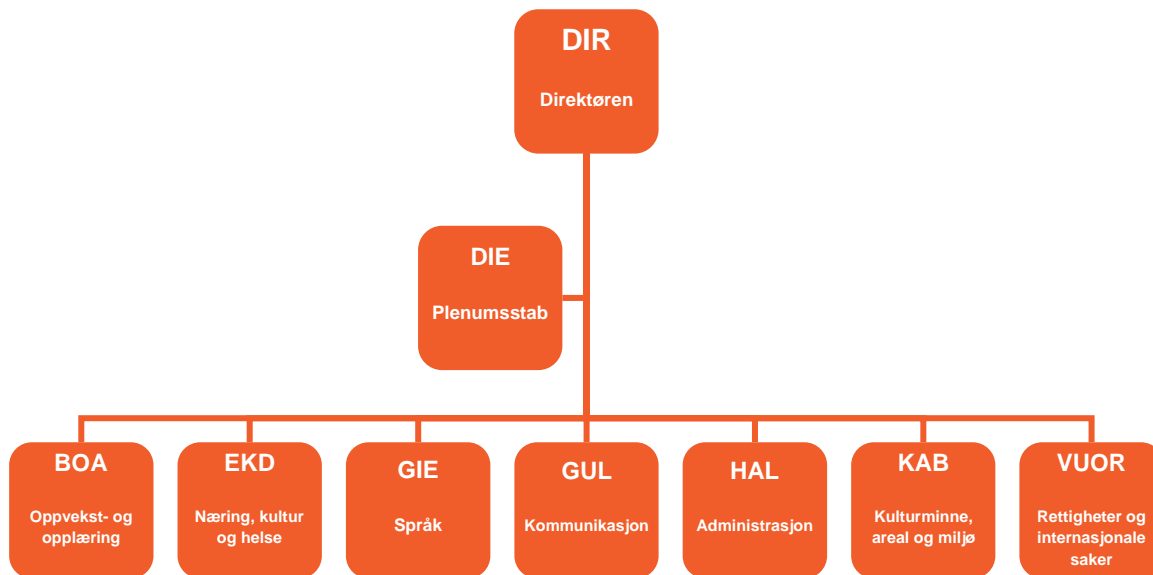 DIR
Direktøren
DIE
Plenumsstab
BOA
Oppvekst- og
opplæring
EKD
Næring, kultur
og helse
GIE
Språk
GUL
Kommunikasjon
HAL
Administrasjon
KAB
Kulturminne,
areal og miljø
VUOR
Rettigheter og
internasjonale
saker